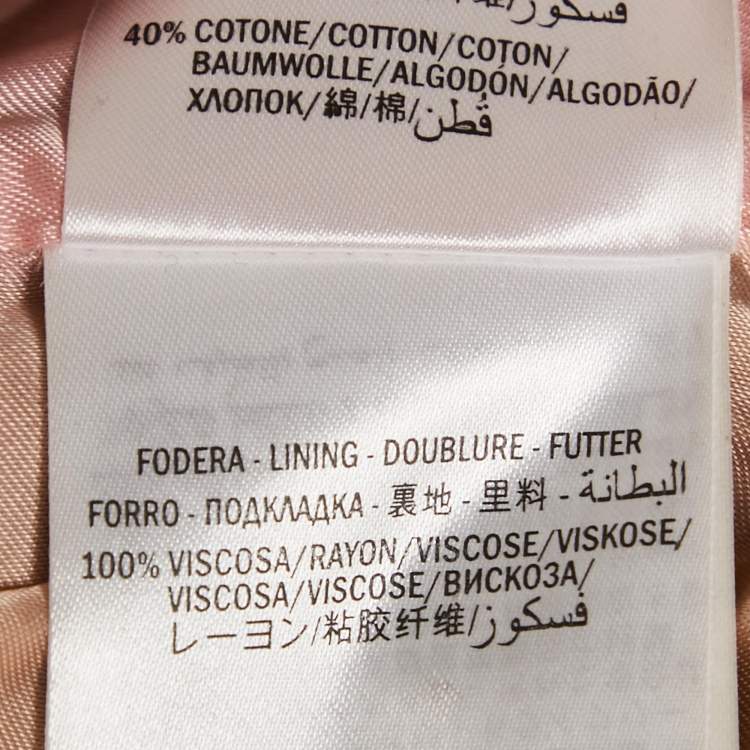 فسكوز
40% COTONE/COTTON/COTON/
BAUMWOLLE/ALGODÓN/ALGODÃO/
ХЛОПОК/綿/棉/قُطن
FODERA - LINING - DOUBLURE - FUTTER
FORRO - ПОДКЛАДКА - 裏地 - 里料 - البطانة
100% VISCOSA/RAYON/VISCOSE/VISKOSE/
VISCOSA/VISCOSE/ВИСКОЗА/
レーヨン/粘胶纤维/فسكوز